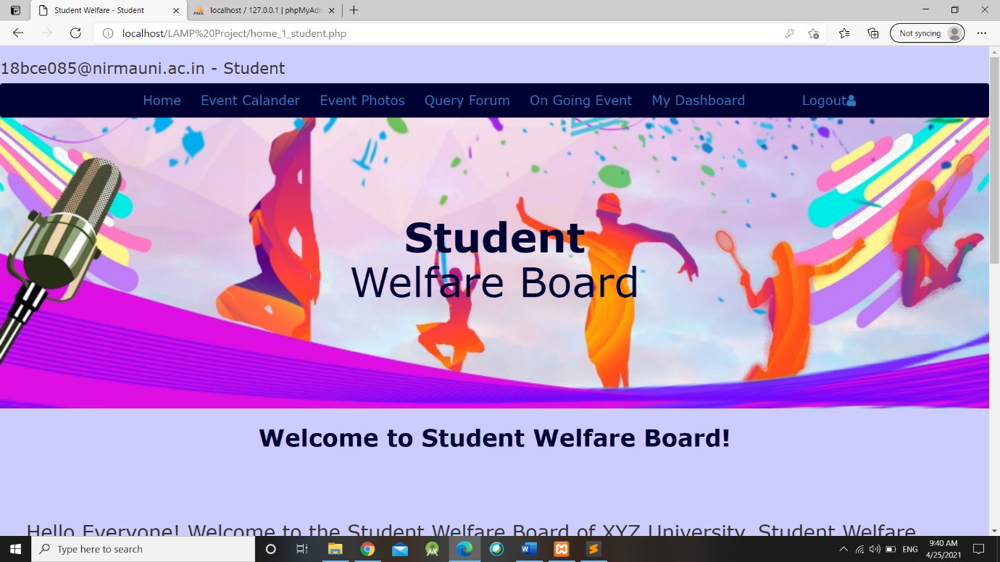 Student Welfare - Student
PMA localhost / 127.0.0.1 | phpMyAdm
localhost/LAMP%20Project/home_1_student.php
Not syncing
18bce085@nirmauni.ac.in - Student
Home Event Calander Event Photos Query Forum On Going Event My Dashboard Logout
Student
Welfare Board
Welcome to Student Welfare Board!
Hello Everyone! Welcome to the Student Welfare Board of XYZ University. Student Welfare
Type here to search
ENG
9:40 AM
4/25/2021